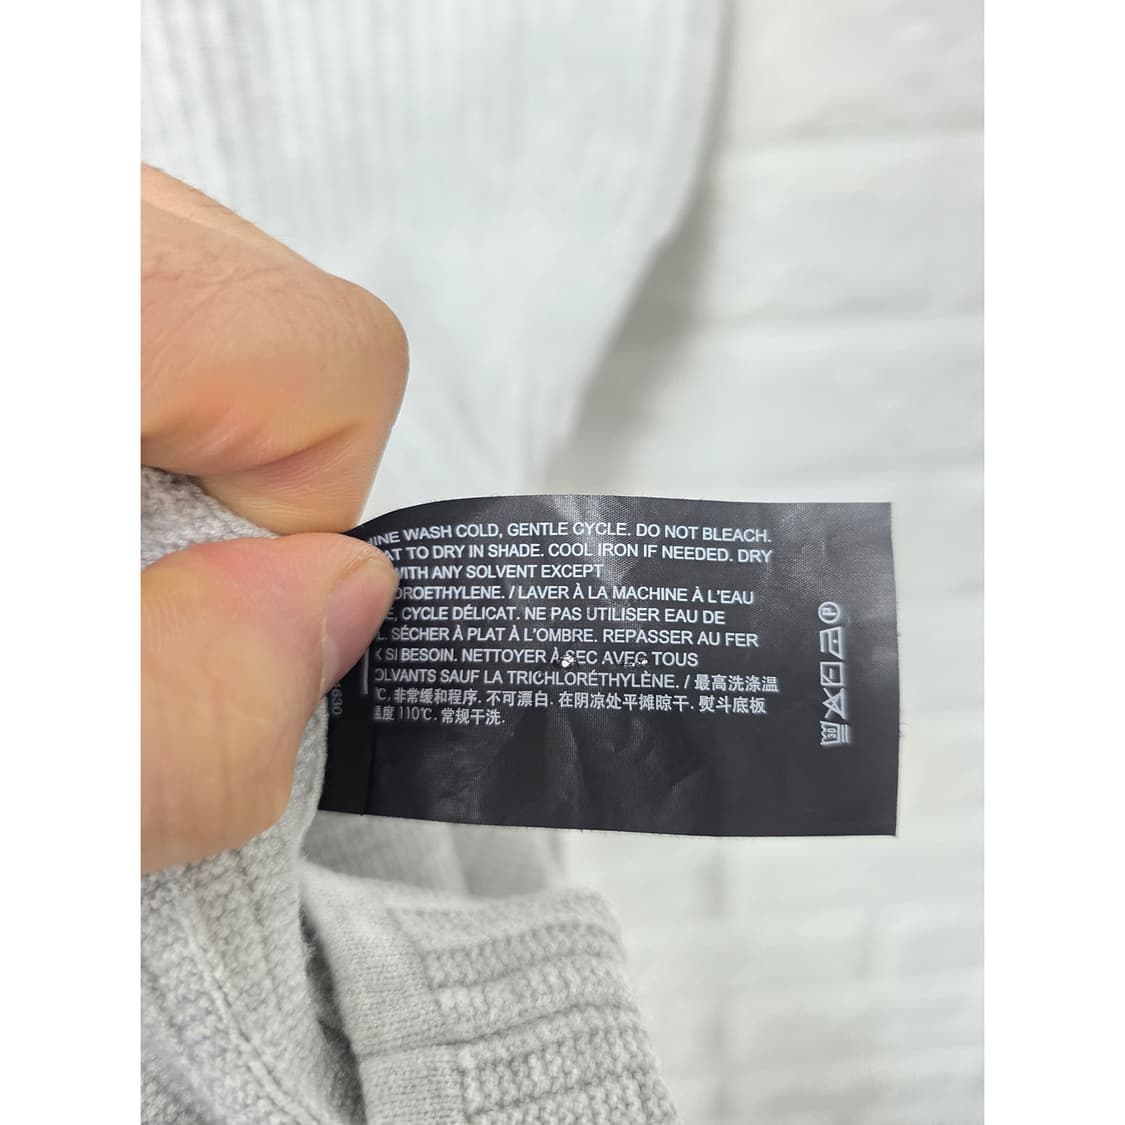 WASH COLD, GENTLE CYCLE. DO NOT BLEACH.
TO DRY IN SHADE. COOL IRON IF NEEDED. DRY
WITH ANY SOLVENT EXCEPT
OROETHYLENE. / LAVER À LA MACHINE À L'EAU
CYCLE DÉLICAT. NE PAS UTILISER EAU DE
SÉCHER À PLAT À L'OMBRE. REPASSER AU FER
SI BESOIN. NETTOYER À SEC AVEC TOUS
OLVANTS SAUF LA TRICHLORÉTHYLÈNE. / 最高洗涤温
℃. 非常缓和程序. 不可漂白. 在阴凉处平摊晾干. 熨斗底板
温度 110℃. 常规干洗.
1630
P
30